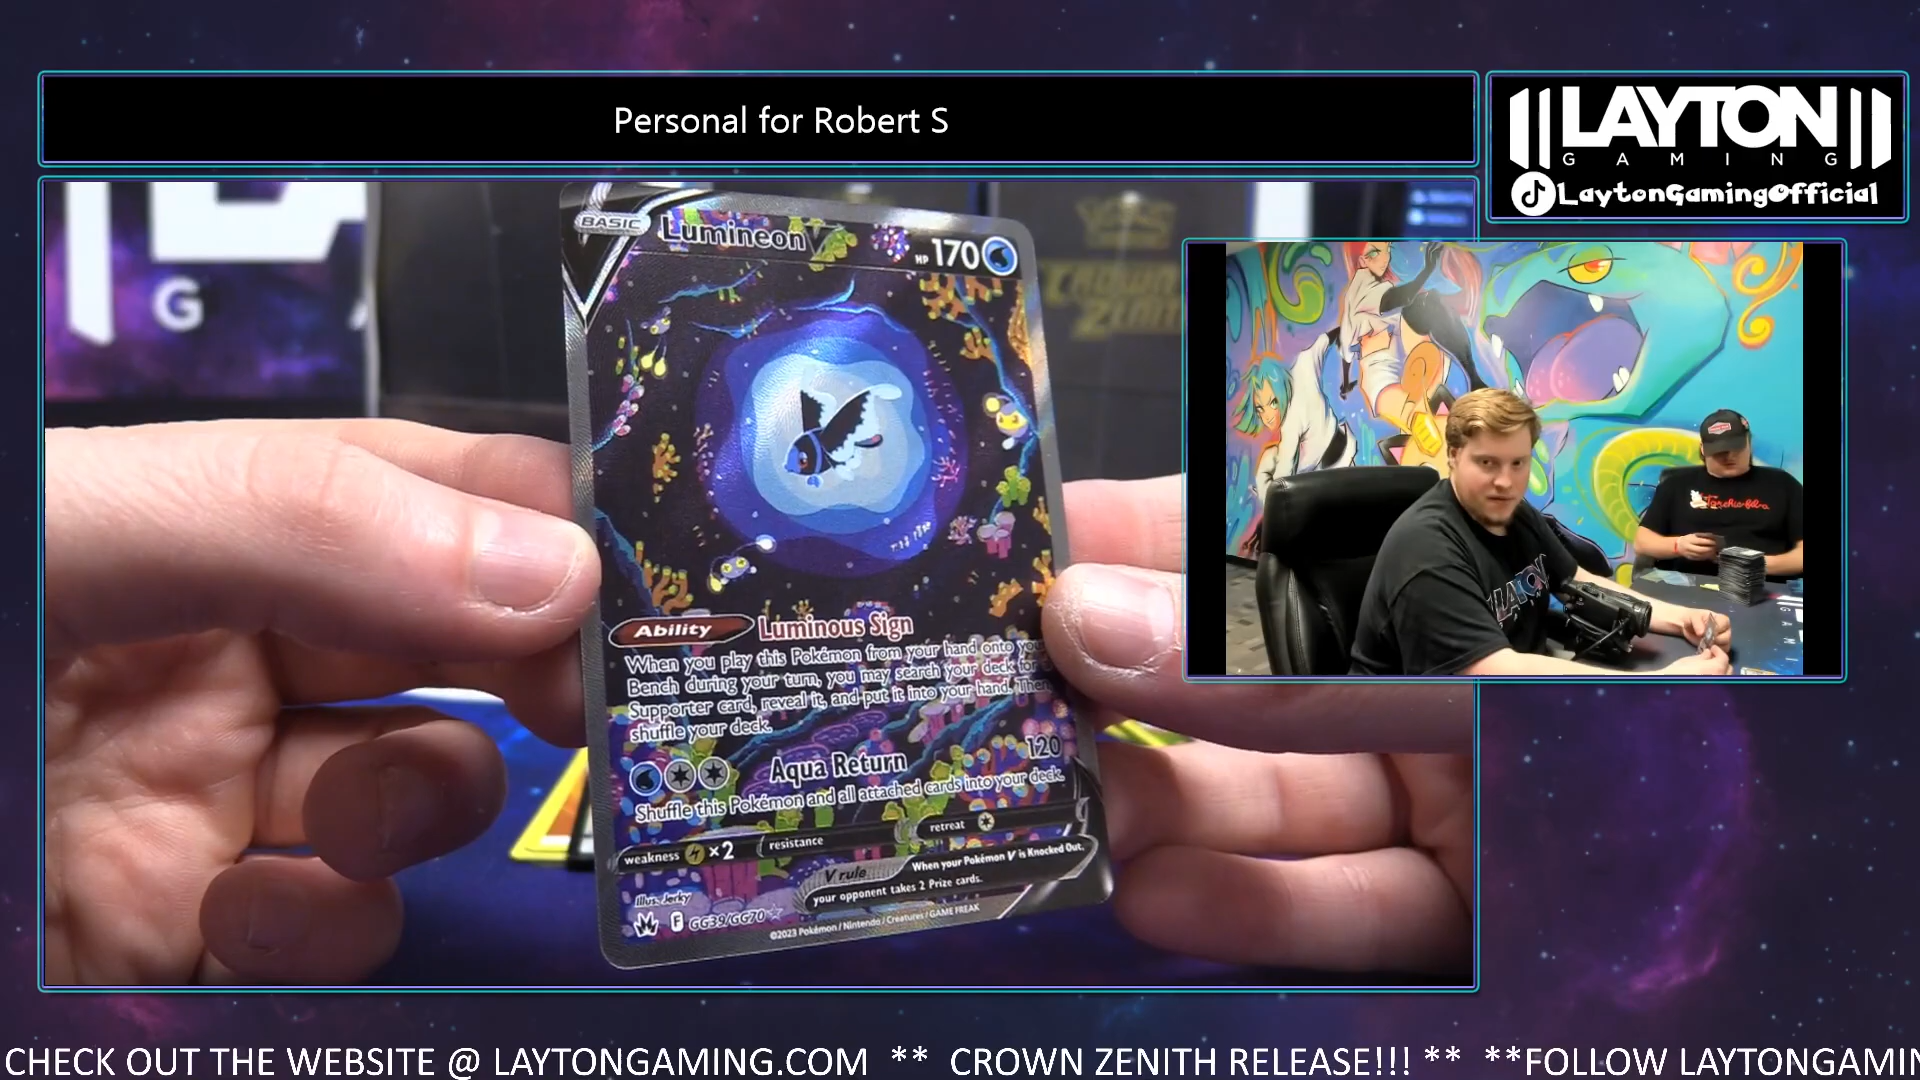 Personal for Robert S
LAYTON
GAMING
LaytonGamingOfficial
BASIC
Lumineon V
HP 170
Ability
Luminous Sign
When you play this Pokémon from your hand onto your
Bench during your turn, you may search your deck for a
Supporter card, reveal it, and put it into your hand. Then
shuffle your deck.
Aqua Return 120
Shuffle this Pokémon and all attached cards into your deck.
weakness ×2 resistance retreat
V rule
When your Pokémon V is Knocked Out,
your opponent takes 2 Prize cards.
Illus. Jerky
F GG39/GG70
©2023 Pokémon / Nintendo / Creatures / GAME FREAK
CROWN
ZENITH
G
LAYTON
CHECK OUT THE WEBSITE @ LAYTONGAMING.COM ** CROWN ZENITH RELEASE!!! ** **FOLLOW LAYTONGAMIN